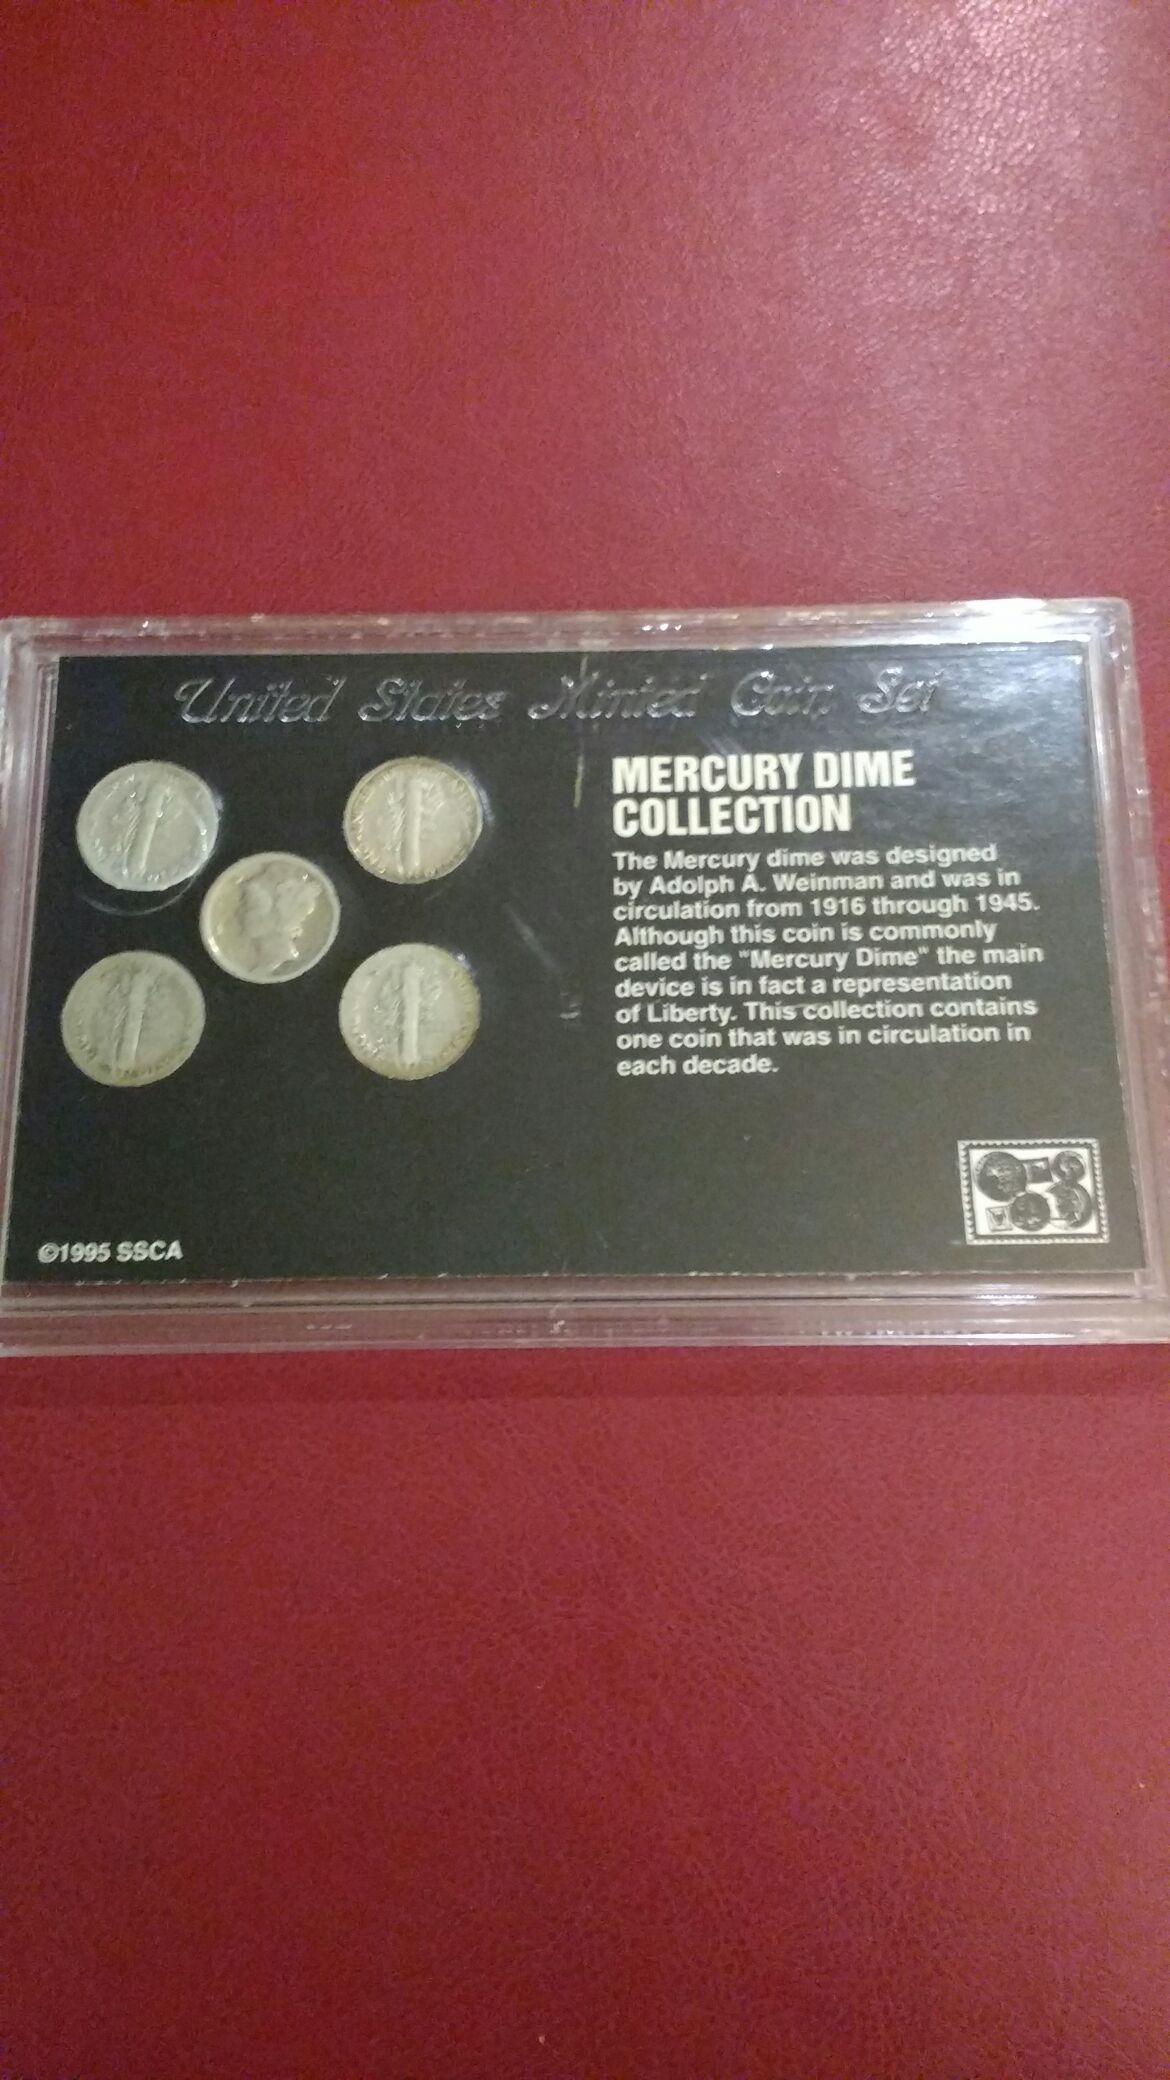 United States Minted Coin Set
MERCURY DIME
COLLECTION
The Mercury dime was designed
by Adolph A. Weinman and was in
circulation from 1916 through 1945.
Although this coin is commonly
called the "Mercury Dime" the main
device is in fact a representation
of Liberty. This collection contains
one coin that was in circulation in
each decade.
©1995 SSCA